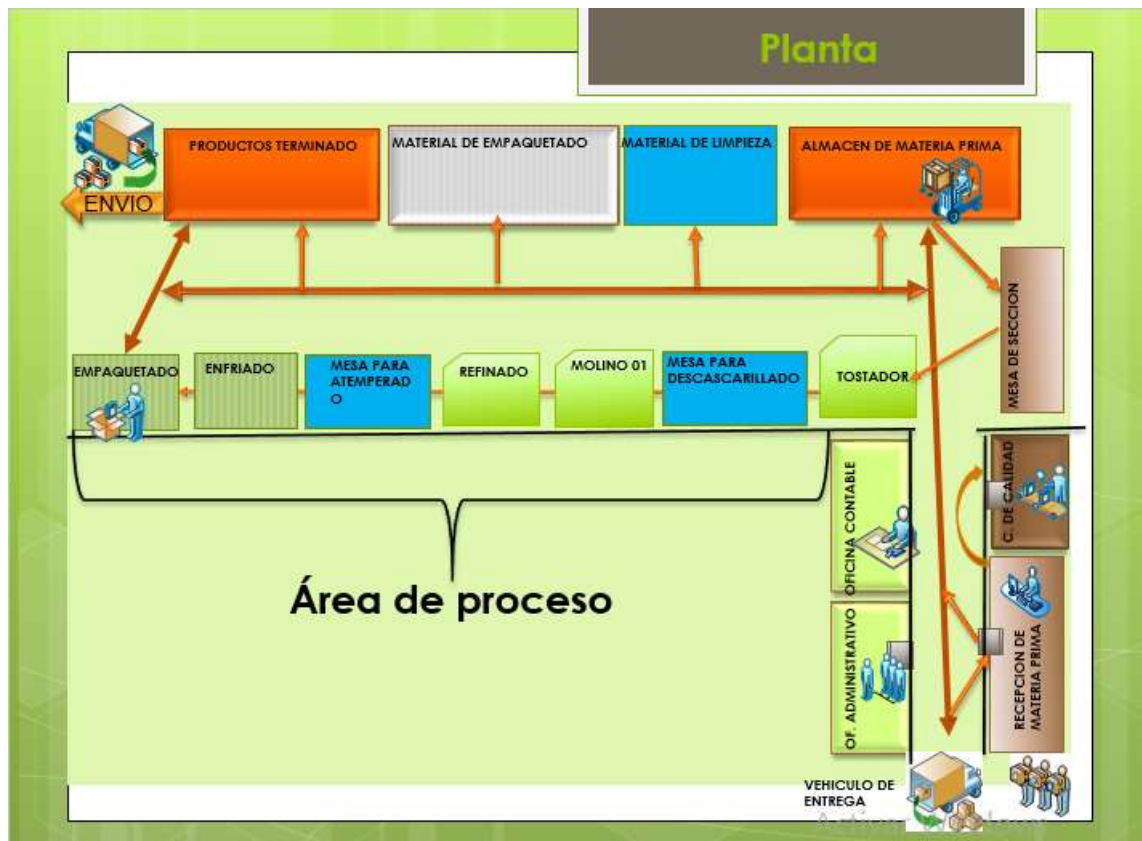 Planta
PRODUCTOS TERMINADO
MATERIAL DE EMPAQUETADO
MATERIAL DE LIMPIEZA
ALMACEN DE MATERIA PRIMA
ENVIO
MESA DE SECCION
EMPAQUETADO
ENFRIADO
MESA PARA
ATEMPERAD
O
REFINADO
MOLINO 01
MESA PARA
DESCASCARILLADO
TOSTADOR
OFICINA CONTABLE
C. DE CALIDAD
Área de proceso
OF. ADMINISTRATIVO
RECEPCION DE
MATERIA PRIMA
VEHICULO DE
ENTREGA